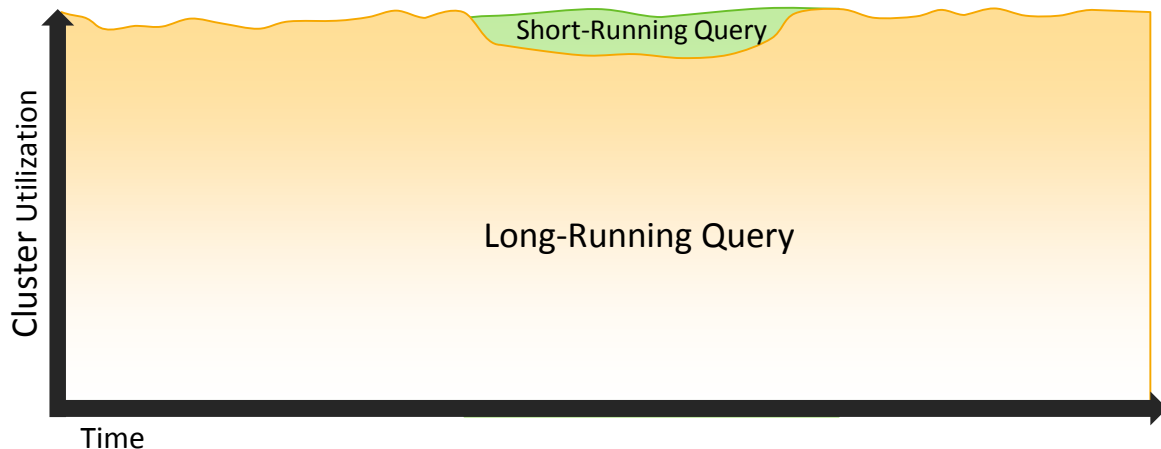 Short-Running Query
Cluster Utilization
Long-Running Query
Time